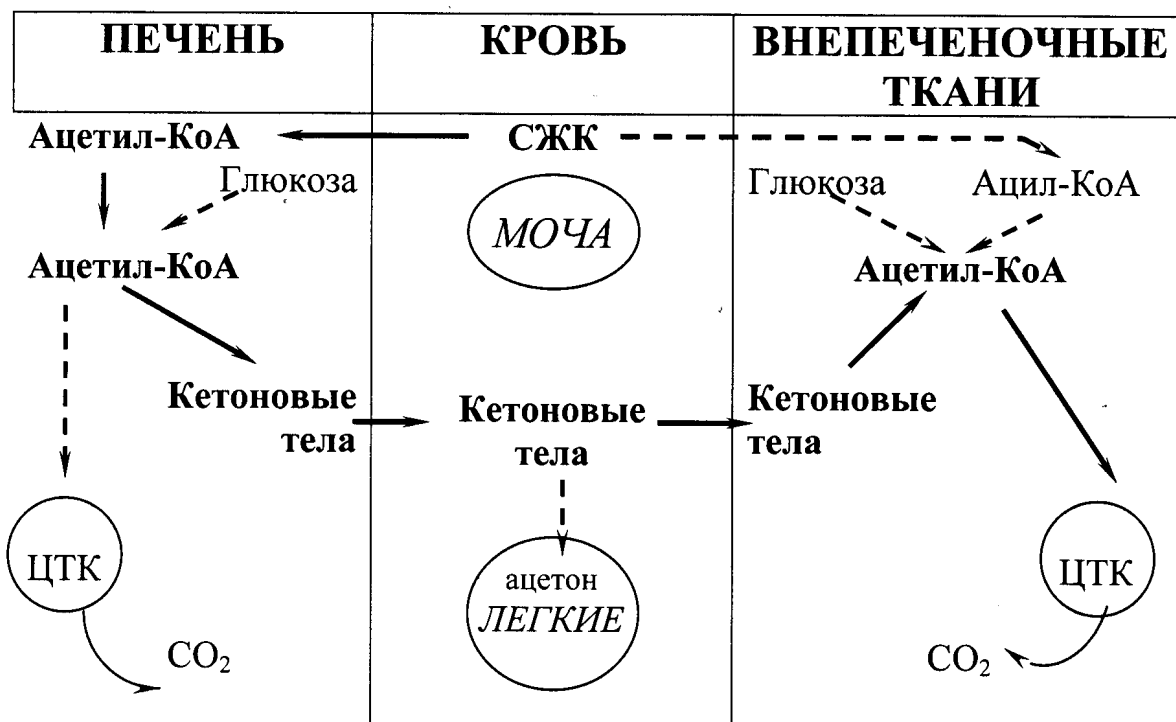 ПЕЧЕНЬ
КРОВЬ
ВНЕПЕЧЕНОЧНЫЕ
ТКАНИ
Ацетил-КоА
СЖК
Глюкоза
Глюкоза
Ацил-КоА
МОЧА
Ацетил-КоА
Ацетил-КоА
Кетоновые
тела
Кетоновые
тела
Кетоновые
тела
ЦТК
ацетон
ЛЕГКИЕ
ЦТК
CO₂
CO₂